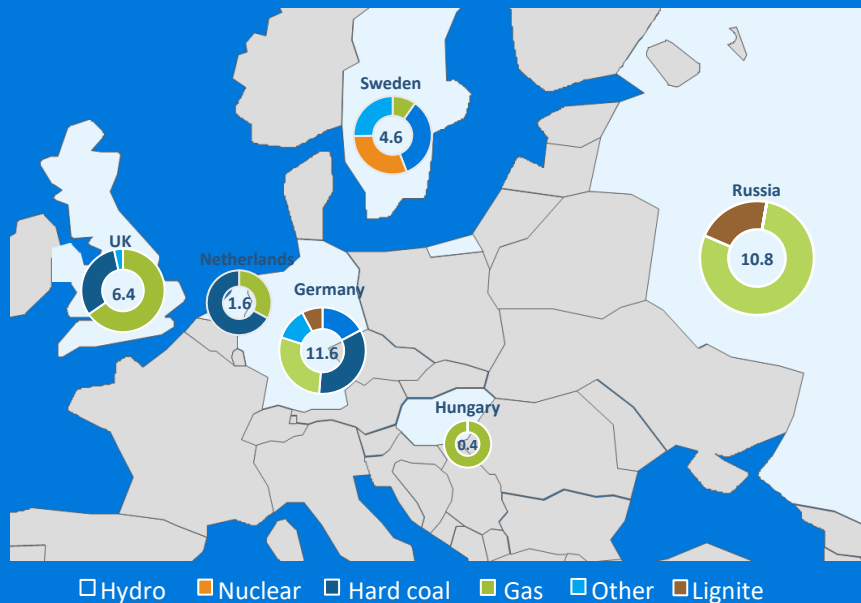 Sweden
4.6
Russia
10.8
UK
6.4
Netherlands
1.6
Germany
11.6
Hungary
0.4
Hydro Nuclear Hard coal Gas Other Lignite